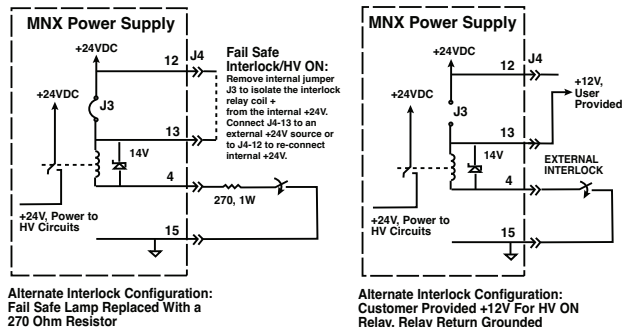 MNX Power Supply
+24VDC
12
J4
+24VDC
J3
13
14V
4
270, 1W
+24V, Power to
HV Circuits
15
Fail Safe
Interlock/HV ON:
Remove internal jumper
J3 to isolate the interlock
relay coil +
from the internal +24V.
Connect J4-13 to an
external +24V source or
to J4-12 to re-connect
internal +24V.
Alternate Interlock Configuration:
Fail Safe Lamp Replaced With a
270 Ohm Resistor
MNX Power Supply
+24VDC
12
J4
+24VDC
J3
+12V,
User
Provided
13
14V
EXTERNAL
INTERLOCK
4
+24V, Power to
HV Circuits
15
Alternate Interlock Configuration:
Customer Provided +12V For HV ON
Relay, Relay Return Grounded